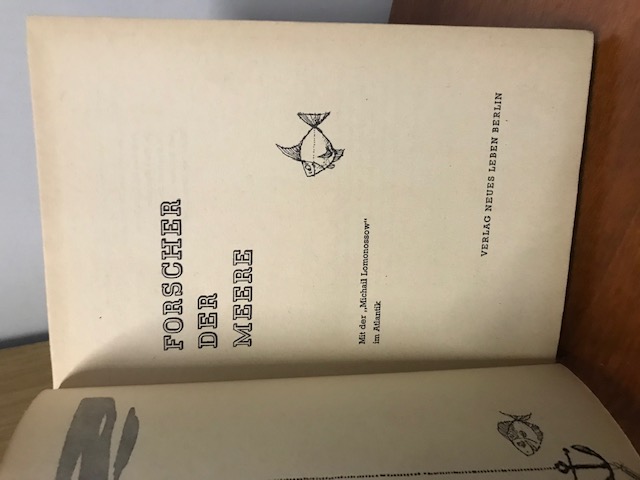 FORSCHER
DER
MEERE
Mit der „Michail Lomonossow"
im Atlantik
VERLAG NEUES LEBEN BERLIN